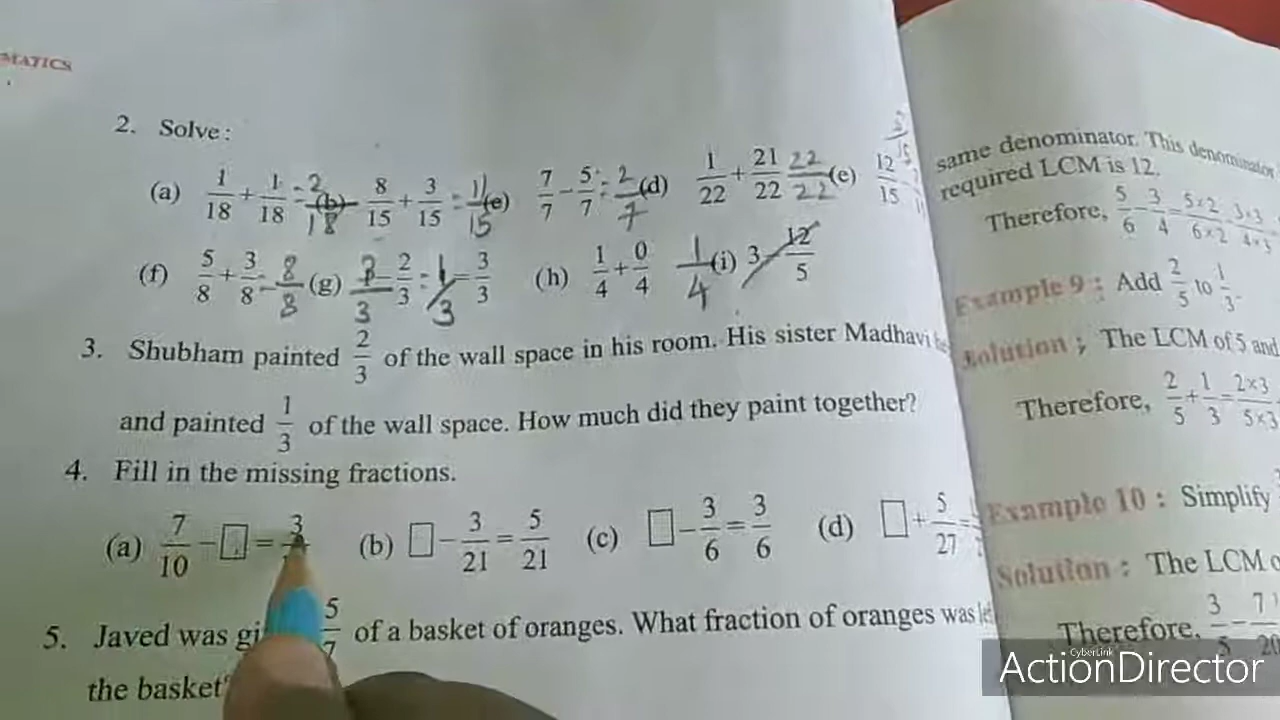 MATICS
2. Solve :
(a) 1/18 + 1/18 = 2/18 (b) 8/15 + 3/15 = 11/15 (c) 7/7 - 5/7 = 2/7 (d) 1/22 + 21/22 22/22 (e) 12/15
(f) 5/8 + 3/8 = 8/8 (g) 3/3 - 2/3 = 1/3 = 3/3 (h) 1/4 + 0/4 1/4 (i) 3 - 12/5
3. Shubham painted 2/3 of the wall space in his room. His sister Madhavi
and painted 1/3 of the wall space. How much did they paint together?
4. Fill in the missing fractions.
(a) 7/10 - □ = 3/ (b) □ - 3/21 = 5/21 (c) □ - 3/6 = 3/6 (d) □ + 5/27 =
5. Javed was gi 5/7 of a basket of oranges. What fraction of oranges was
the basket
same denominator. This denominator
required LCM is 12.
Therefore, 5/6 - 3/4 = 5×2/6×2 - 3×3/4×3
Example 9 : Add 2/5 to 1/3.
Solution : The LCM of 5 and
Therefore, 2/5 + 1/3 = 2×3/5×3
Example 10 : Simplify
Solution : The LCM
Therefore, 3/5 - 7/20
CyberLink
ActionDirector